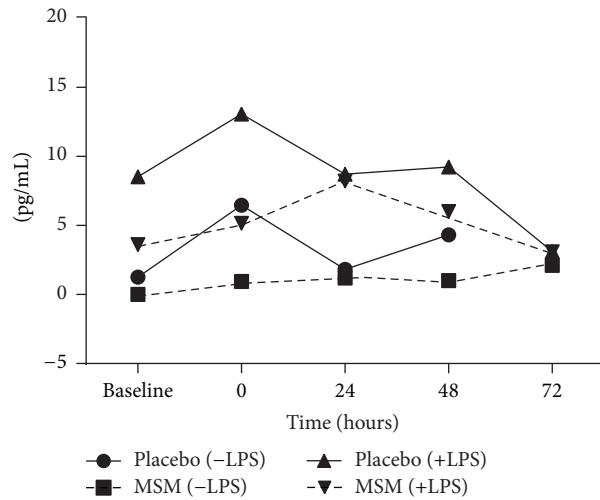 20
15
10
5
0
−5
(pg/mL)
Baseline 0 24 48 72
Time (hours)
Placebo (−LPS) Placebo (+LPS)
MSM (−LPS) MSM (+LPS)